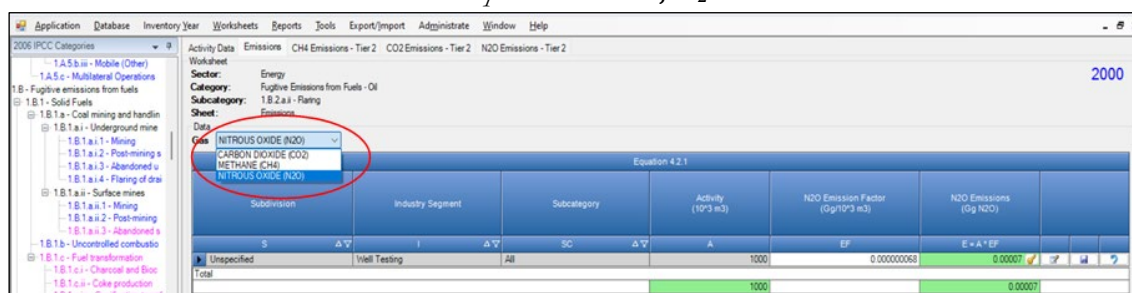 Application Database Inventory Year Worksheets Reports Tools Export/Import Administrate Window Help
2006 IPCC Categories
1.A.5.b.iii - Mobile (Other)
1.A.5.c - Multilateral Operations
1.B - Fugitive emissions from fuels
1.B.1 - Solid Fuels
1.B.1.a - Coal mining and handlin
1.B.1.a.i - Underground mine
1.B.1.a.i.1 - Mining
1.B.1.a.i.2 - Post-mining s
1.B.1.a.i.3 - Abandoned u
1.B.1.a.i.4 - Flaring of drai
1.B.1.a.ii - Surface mines
1.B.1.a.ii.1 - Mining
1.B.1.a.ii.2 - Post-mining
1.B.1.a.ii.3 - Abandoned s
1.B.1.b - Uncontrolled combustio
1.B.1.c - Fuel transformation
1.B.1.c.i - Charcoal and Bioc
1.B.1.c.ii - Coke production
Activity Data Emissions CH4 Emissions - Tier 2 CO2 Emissions - Tier 2 N2O Emissions - Tier 2
Worksheet
Sector: Energy
2000
Category: Fugitive Emissions from Fuels - Oil
Subcategory: 1.B.2.a.ii - Flaring
Sheet: Emissions
Data
Gas NITROUS OXIDE (N2O)
CARBON DIOXIDE (CO2)
METHANE (CH4)
NITROUS OXIDE (N2O)
Equation 4.2.1
Subdivision Industry Segment Subcategory Activity (10^3 m3) N2O Emission Factor (Gg/10^3 m3) N2O Emissions (Gg N2O)
S I SC A EF E = A * EF
Unspecified Well Testing All 1000 0.000000068 0.00007
Total
1000 0.00007